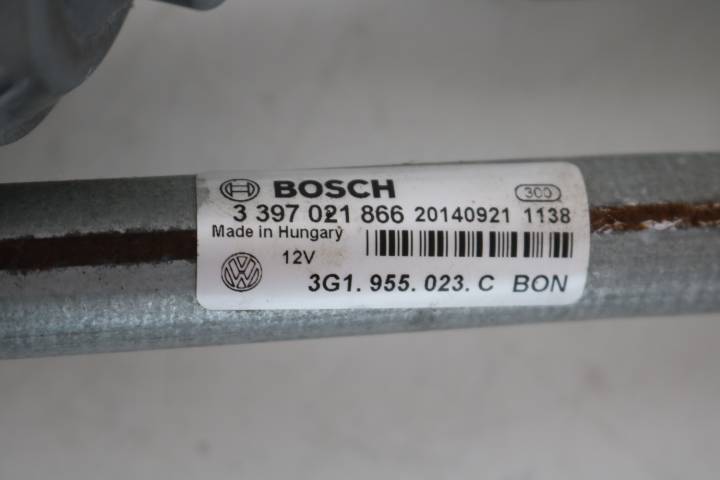 BOSCH 300
3 397 021 866 20140921 1138
Made in Hungary
12V
3G1.955.023.C BON